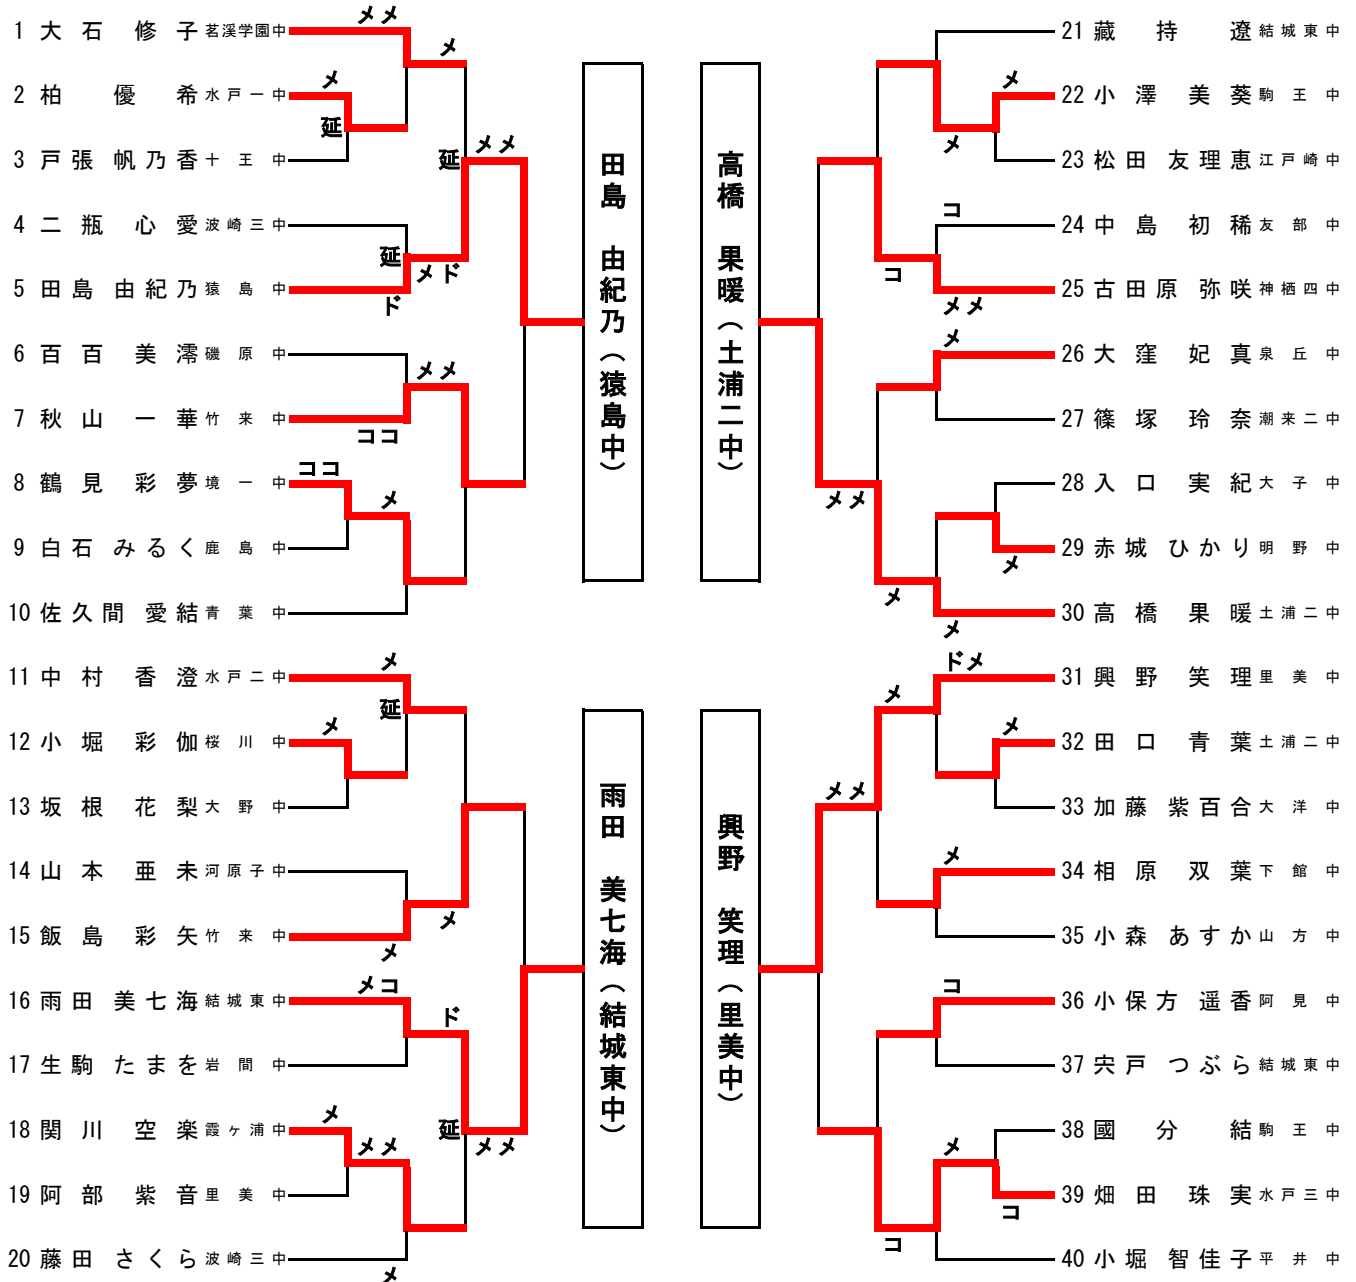 1 大石 修子 茗溪学園中
2 柏 優希 水戸一中
3 戸張 帆乃香 十王中
4 二瓶 心愛 波崎三中
5 田島 由紀乃 猿島中
6 百百 美澪 磯原中
7 秋山 一華 竹来中
8 鶴見 彩夢 境一中
9 白石 みるく 鹿島中
10 佐久間 愛結 青葉中
11 中村 香澄 水戸二中
12 小堀 彩伽 桜川中
13 坂根 花梨 大野中
14 山本 亜未 河原子中
15 飯島 彩矢 竹来中
16 雨田 美七海 結城東中
17 生駒 たまを 岩間中
18 関川 空楽 霞ヶ浦中
19 阿部 紫音 里美中
20 藤田 さくら 波崎三中
メメ
メ
メ
延
メメ
延
延
メド
ド
メメ
ココ
ココ
メ
メ
延
メ
メ
メ
メコ
ド
メ
メメ
延
メメ
メ
田島 由紀乃(猿島中)
雨田 美七海(結城東中)
高橋 果暖(土浦二中)
興野 笑理(里美中)
メ
メ
コ
コ
メメ
メ
メメ
メ
メ
メ
ドメ
メ
メ
メメ
メ
コ
メ
コ
コ
21 藏持 遼 結城東中
22 小澤 美葵 駒王中
23 松田 友理恵 江戸崎中
24 中島 初稀 友部中
25 古田原 弥咲 神栖四中
26 大窪 妃真 泉丘中
27 篠塚 玲奈 潮来二中
28 入口 実紀 大子中
29 赤城 ひかり 明野中
30 高橋 果暖 土浦二中
31 興野 笑理 里美中
32 田口 青葉 土浦二中
33 加藤 紫百合 大洋中
34 相原 双葉 下館中
35 小森 あすか 山方中
36 小保方 遥香 阿見中
37 宍戸 つぶら 結城東中
38 國分 結 駒王中
39 畑田 珠実 水戸三中
40 小堀 智佳子 平井中